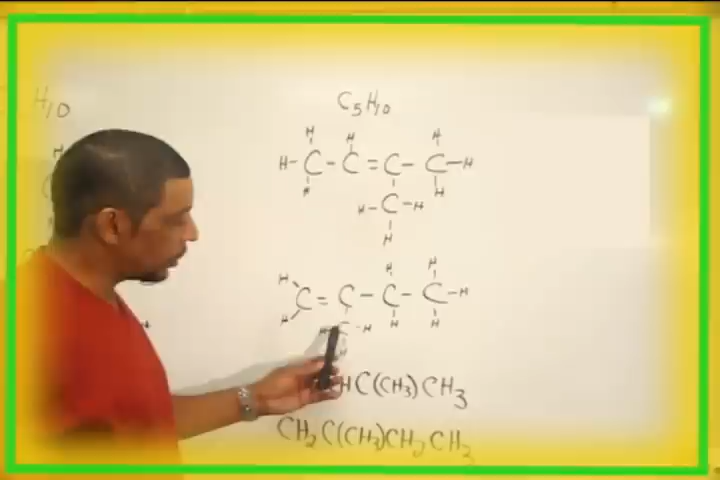 H10
C5H10
H H H
H-C-C=C-C-H
H H
H-C-H
H
H H H
C=C-C-C-H
H H H
H-C-H
H
HC(CH3)CH3
CH2C(CH3)CH2CH3